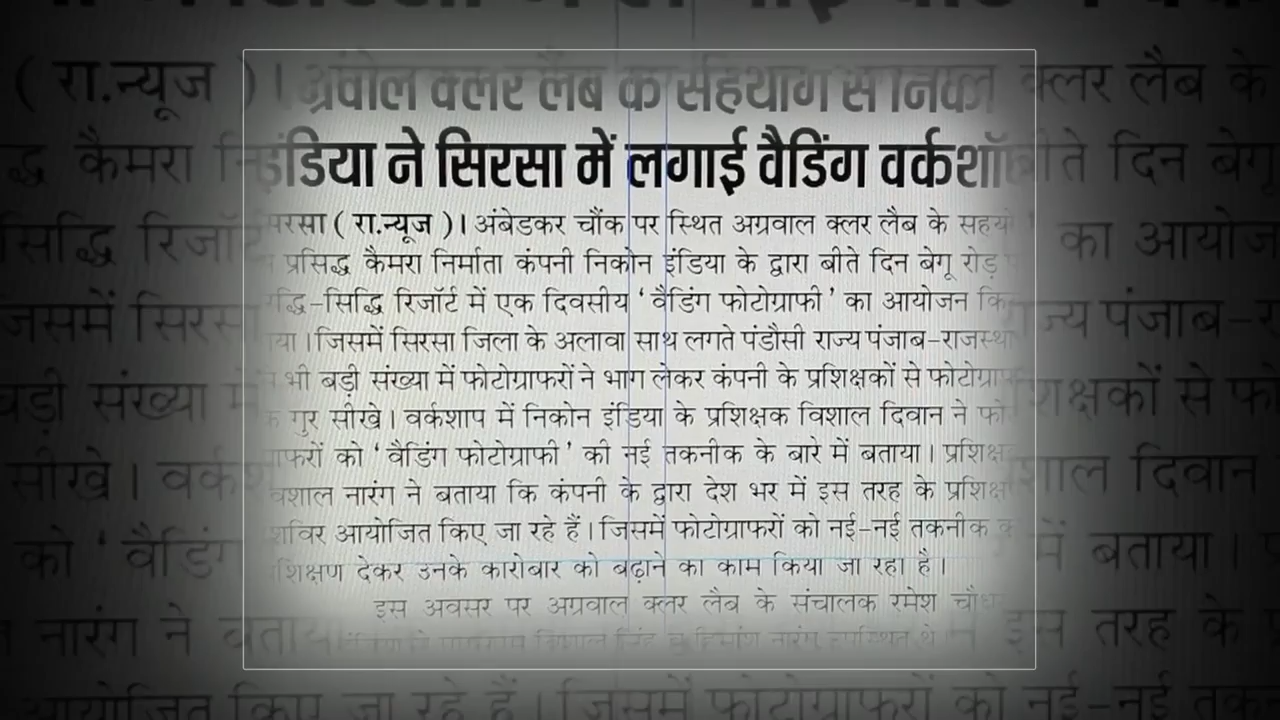 क्लर लैब के सहयोग से निकोन
इंडिया ने सिरसा में लगाई वैडिंग वर्कशॉप
सिरसा ( रा.न्यूज )। अंबेडकर चौंक पर स्थित अग्रवाल क्लर लैब के सहयो
प्रसिद्ध कैमरा निर्माता कंपनी निकोन इंडिया के द्वारा बीते दिन बेगू रोड़
द्धि-सिद्धि रिजॉर्ट में एक दिवसीय 'वैडिंग फोटोग्राफी' का आयोजन कि
या। जिसमें सिरसा जिला के अलावा साथ लगते पंडौसी राज्य पंजाब-राजस्था
भी बड़ी संख्या में फोटोग्राफरों ने भाग लेकर कंपनी के प्रशिक्षकों से फोटोग्राफ
के गुर सीखे। वर्कशाप में निकोन इंडिया के प्रशिक्षक विशाल दिवान ने फो
ग्राफरों को 'वैडिंग फोटोग्राफी' की नई तकनीक के बारे में बताया। प्रशिक्ष
विशाल नारंग ने बताया कि कंपनी के द्वारा देश भर में इस तरह के प्रशिक्ष
शविर आयोजित किए जा रहे हैं। जिसमें फोटोग्राफरों को नई-नई तकनीक का
शिक्षण देकर उनके कारोबार को बढ़ाने का काम किया जा रहा है।
इस अवसर पर अग्रवाल क्लर लैब के संचालक रमेश चौध
विशाल सिंह व हिमांश नारंग उपस्थित थे